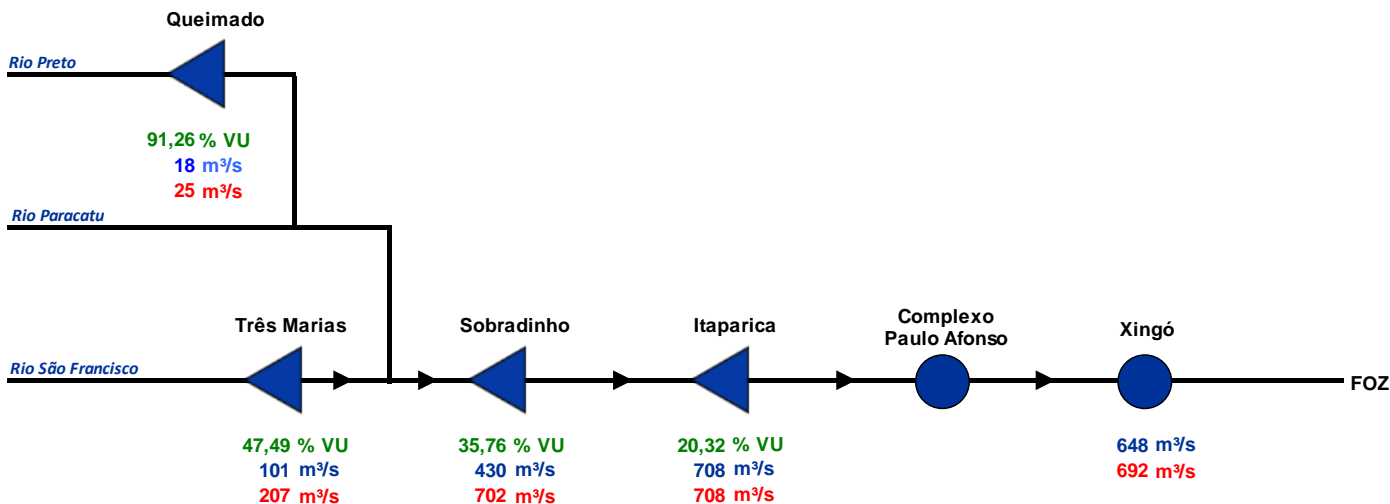 Queimado
Rio Preto
91,26 % VU
18 m³/s
25 m³/s
Rio Paracatu
Três Marias
Sobradinho
Itaparica
Complexo
Paulo Afonso
Xingó
Rio São Francisco
FOZ
47,49 % VU
101 m³/s
207 m³/s
35,76 % VU
430 m³/s
702 m³/s
20,32 % VU
708 m³/s
708 m³/s
648 m³/s
692 m³/s